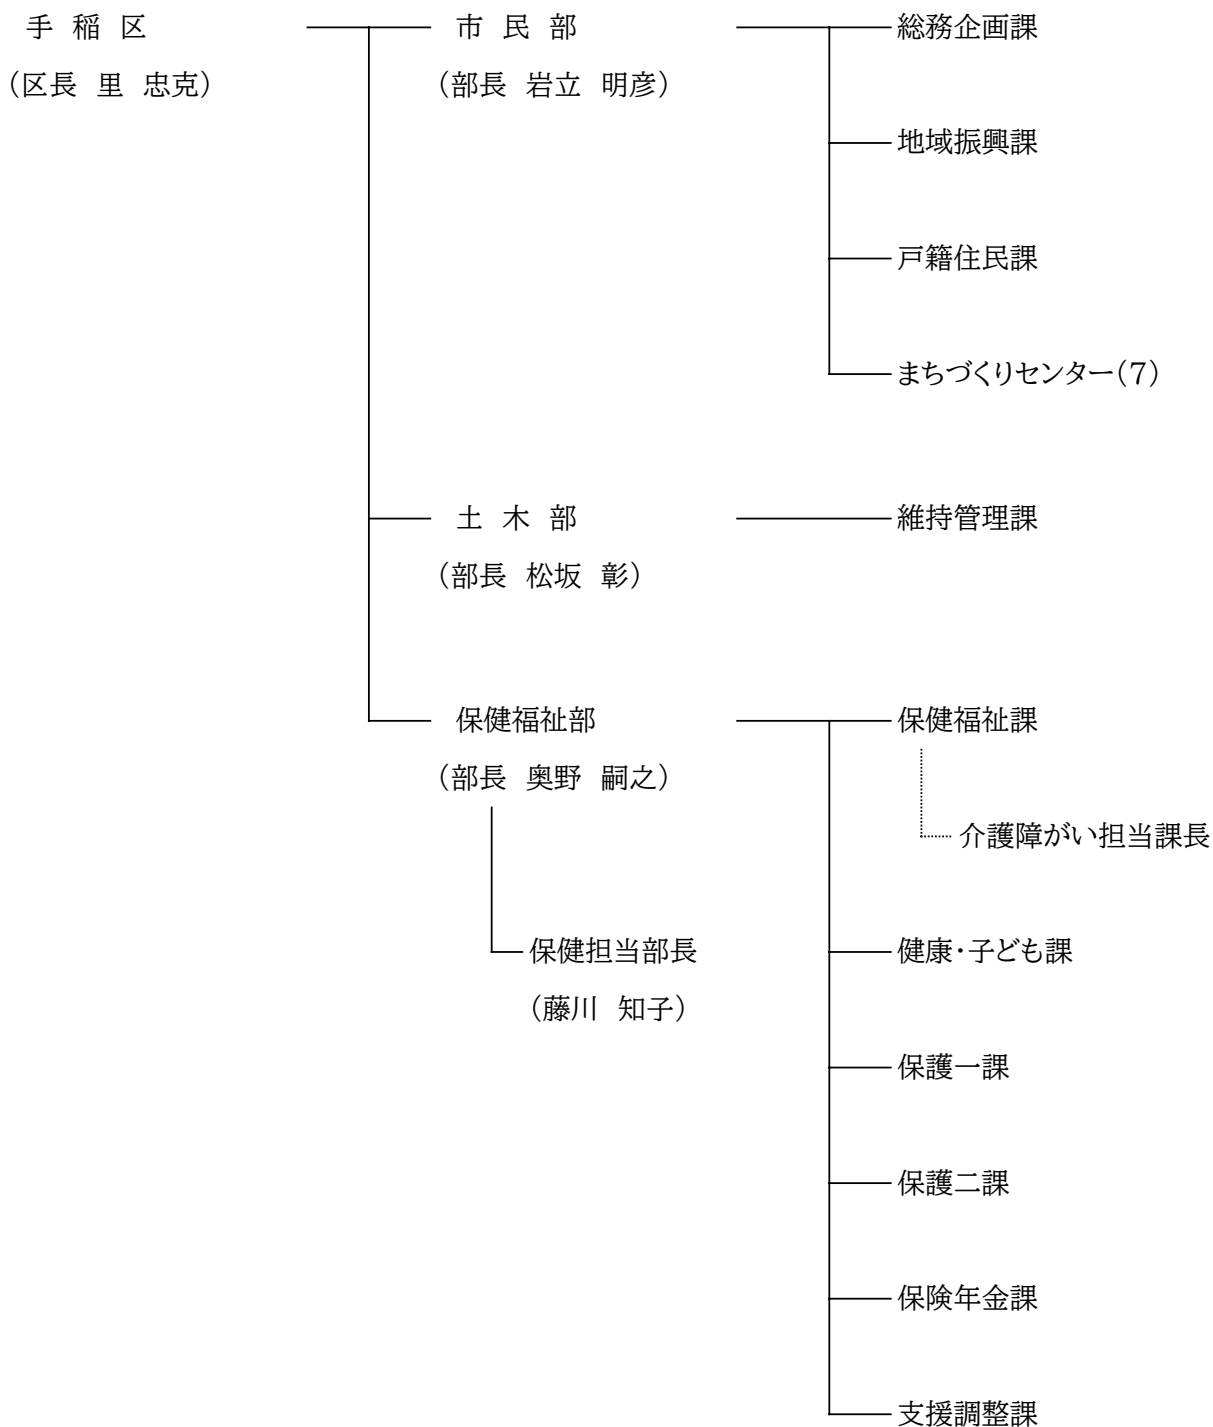 手 稲 区
（区長 里 忠克）
市 民 部
（部長 岩立 明彦）
総務企画課
地域振興課
戸籍住民課
まちづくりセンター（７）
土 木 部
（部長 松坂 彰）
維持管理課
保健福祉部
（部長 奥野 嗣之）
保健担当部長
（藤川 知子）
保健福祉課
介護障がい担当課長
健康・子ども課
保護一課
保護二課
保険年金課
支援調整課